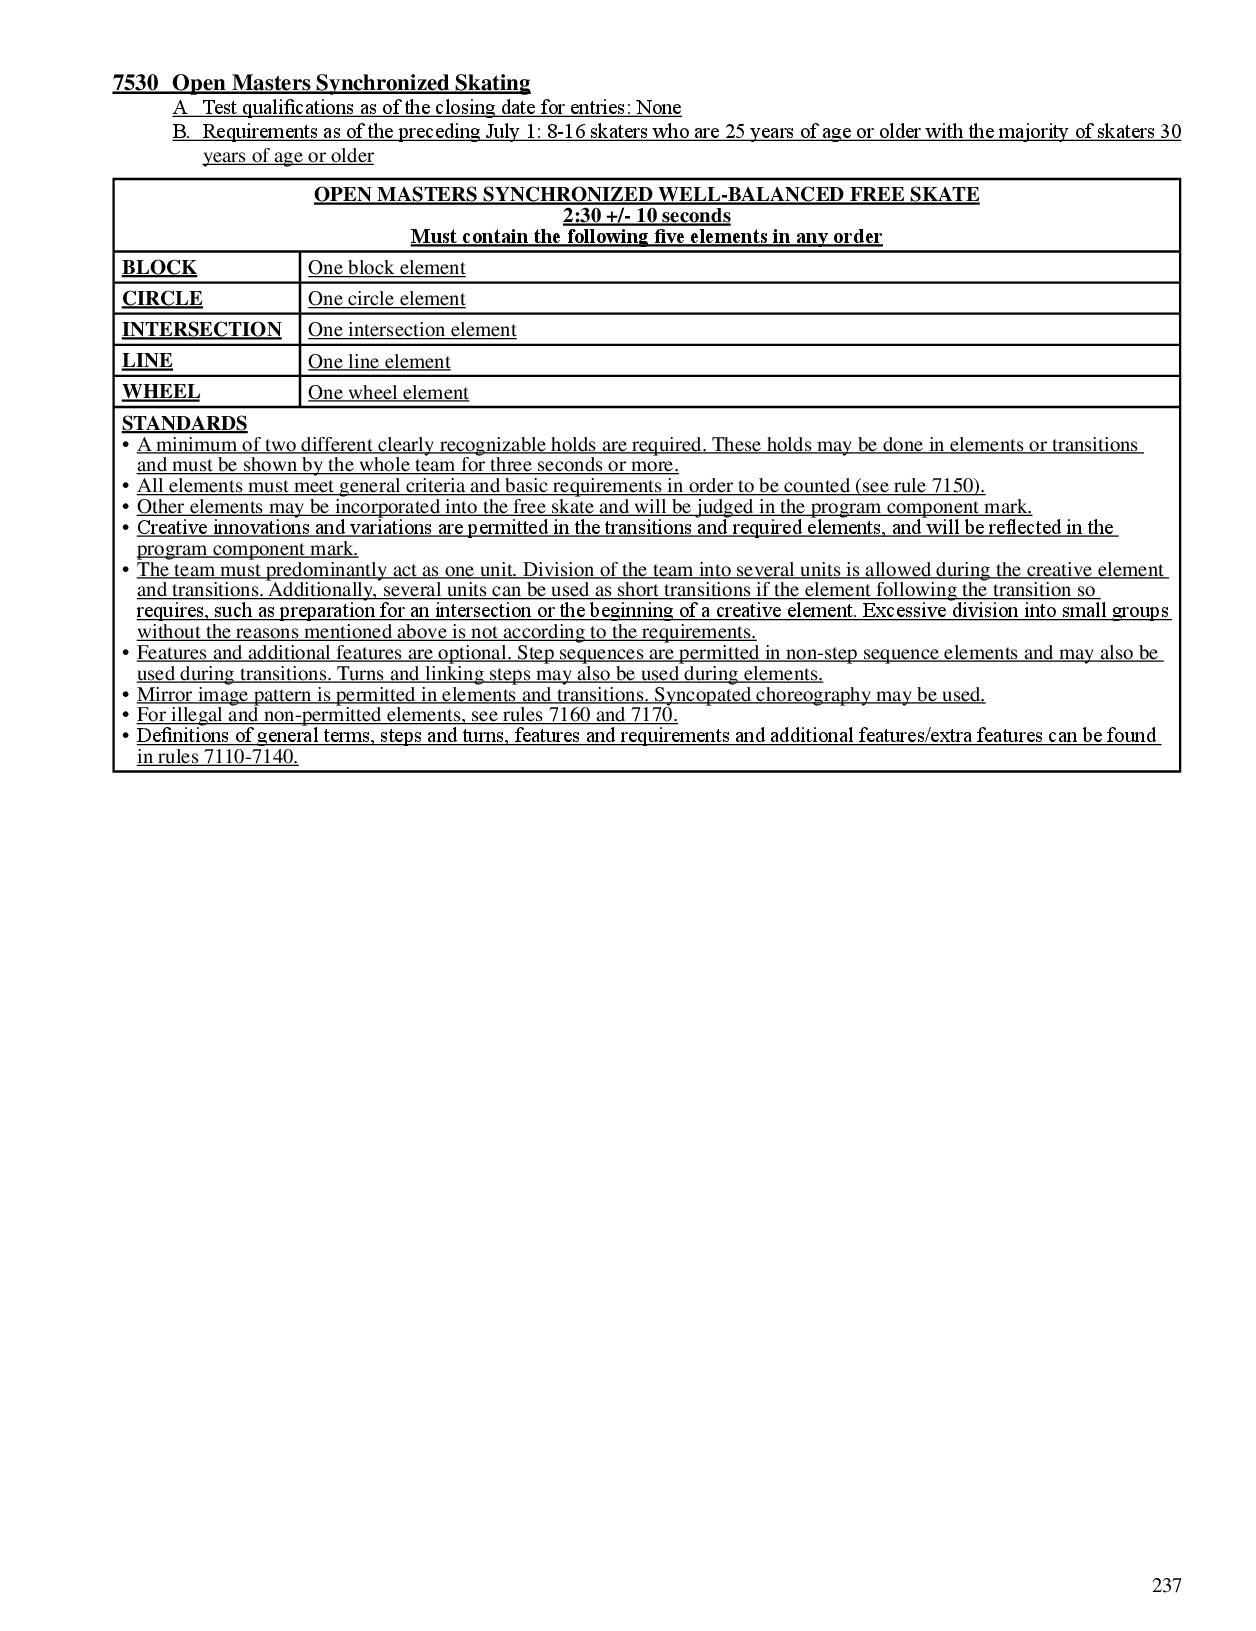 7530 Open Masters Synchronized Skating
A Test qualifications as of the closing date for entries: None
B. Requirements as of the preceding July 1: 8-16 skaters who are 25 years of age or older with the majority of skaters 30
years of age or older
OPEN MASTERS SYNCHRONIZED WELL-BALANCED FREE SKATE
2:30 +/- 10 seconds
Must contain the following five elements in any order
BLOCK One block element
CIRCLE One circle element
INTERSECTION One intersection element
LINE One line element
WHEEL One wheel element
STANDARDS
• A minimum of two different clearly recognizable holds are required. These holds may be done in elements or transitions
and must be shown by the whole team for three seconds or more.
• All elements must meet general criteria and basic requirements in order to be counted (see rule 7150).
• Other elements may be incorporated into the free skate and will be judged in the program component mark.
• Creative innovations and variations are permitted in the transitions and required elements, and will be reflected in the
program component mark.
• The team must predominantly act as one unit. Division of the team into several units is allowed during the creative element
and transitions. Additionally, several units can be used as short transitions if the element following the transition so
requires, such as preparation for an intersection or the beginning of a creative element. Excessive division into small groups
without the reasons mentioned above is not according to the requirements.
• Features and additional features are optional. Step sequences are permitted in non-step sequence elements and may also be
used during transitions. Turns and linking steps may also be used during elements.
• Mirror image pattern is permitted in elements and transitions. Syncopated choreography may be used.
• For illegal and non-permitted elements, see rules 7160 and 7170.
• Definitions of general terms, steps and turns, features and requirements and additional features/extra features can be found
in rules 7110-7140.
237